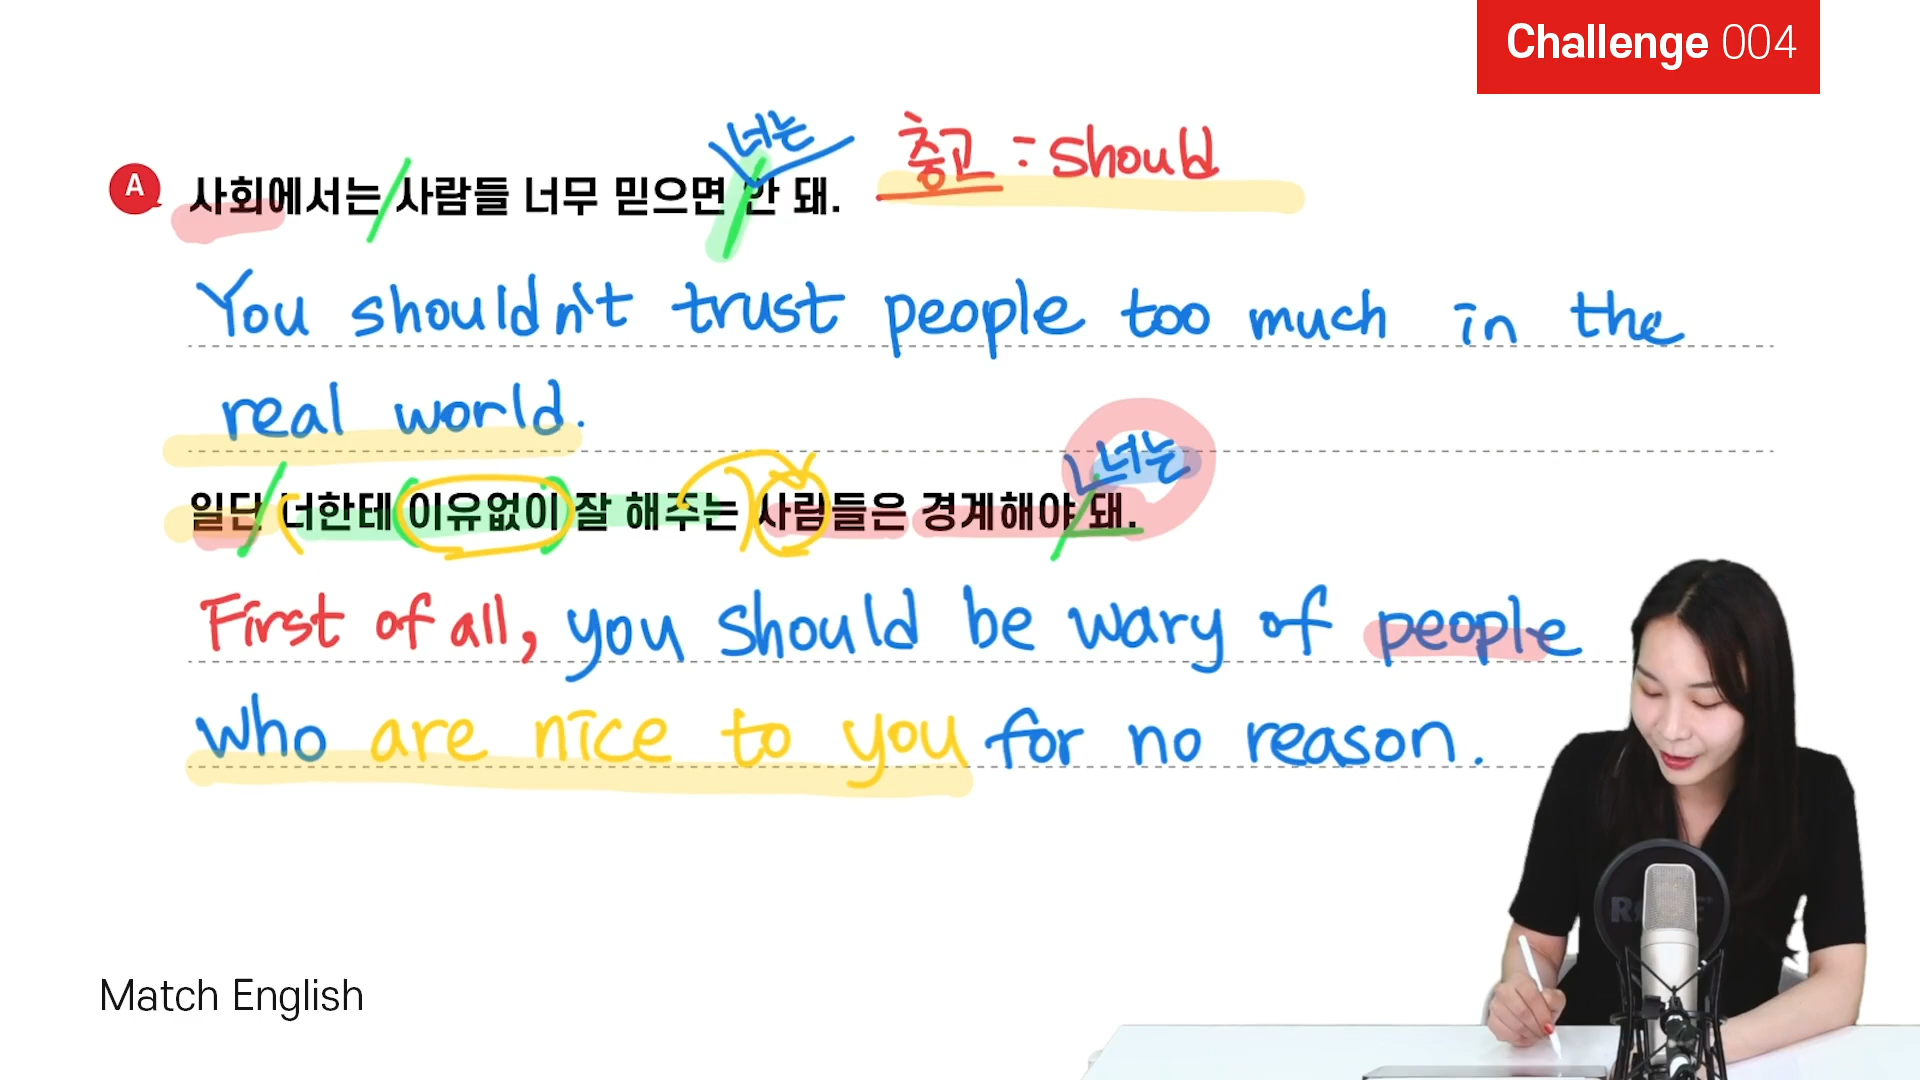 Challenge 004
너는
충고 : should
A 사회에서는 사람들 너무 믿으면 안 돼.
You shouldn't trust people too much in the
real world.
너는
일단 너한테 이유없이 잘 해주는 사람들은 경계해야 돼.
First of all, you should be wary of people
who are nice to you for no reason.
Match English